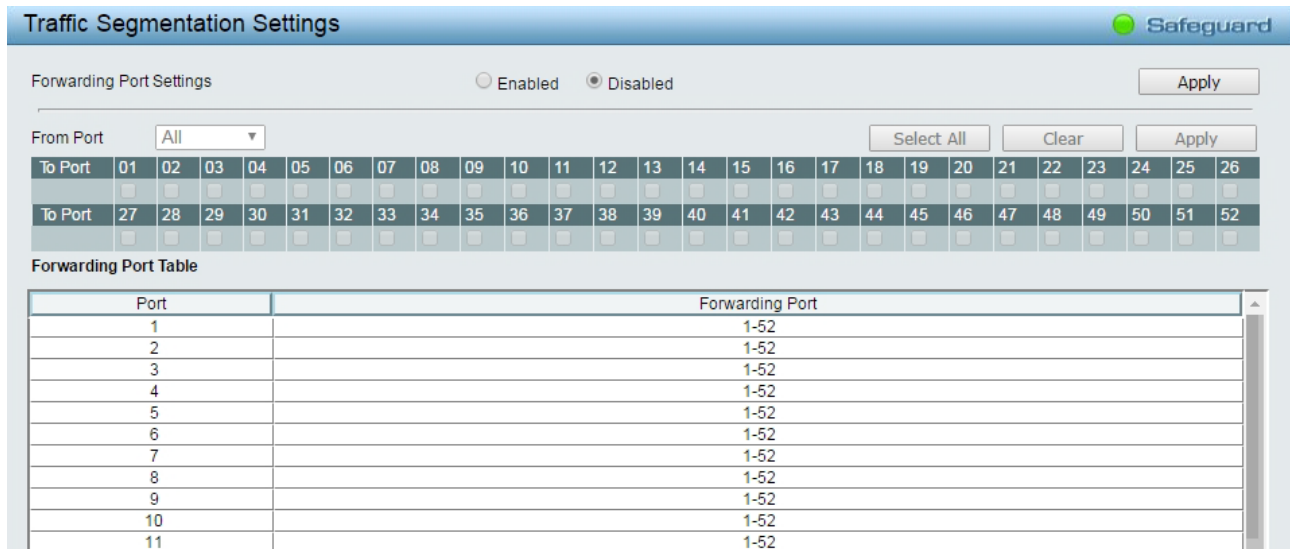 Traffic Segmentation Settings Safeguard
Forwarding Port Settings Enabled Disabled Apply
From Port All Select All Clear Apply
To Port 01 02 03 04 05 06 07 08 09 10 11 12 13 14 15 16 17 18 19 20 21 22 23 24 25 26
To Port 27 28 29 30 31 32 33 34 35 36 37 38 39 40 41 42 43 44 45 46 47 48 49 50 51 52
Forwarding Port Table
Port Forwarding Port
1 1-52
2 1-52
3 1-52
4 1-52
5 1-52
6 1-52
7 1-52
8 1-52
9 1-52
10 1-52
11 1-52